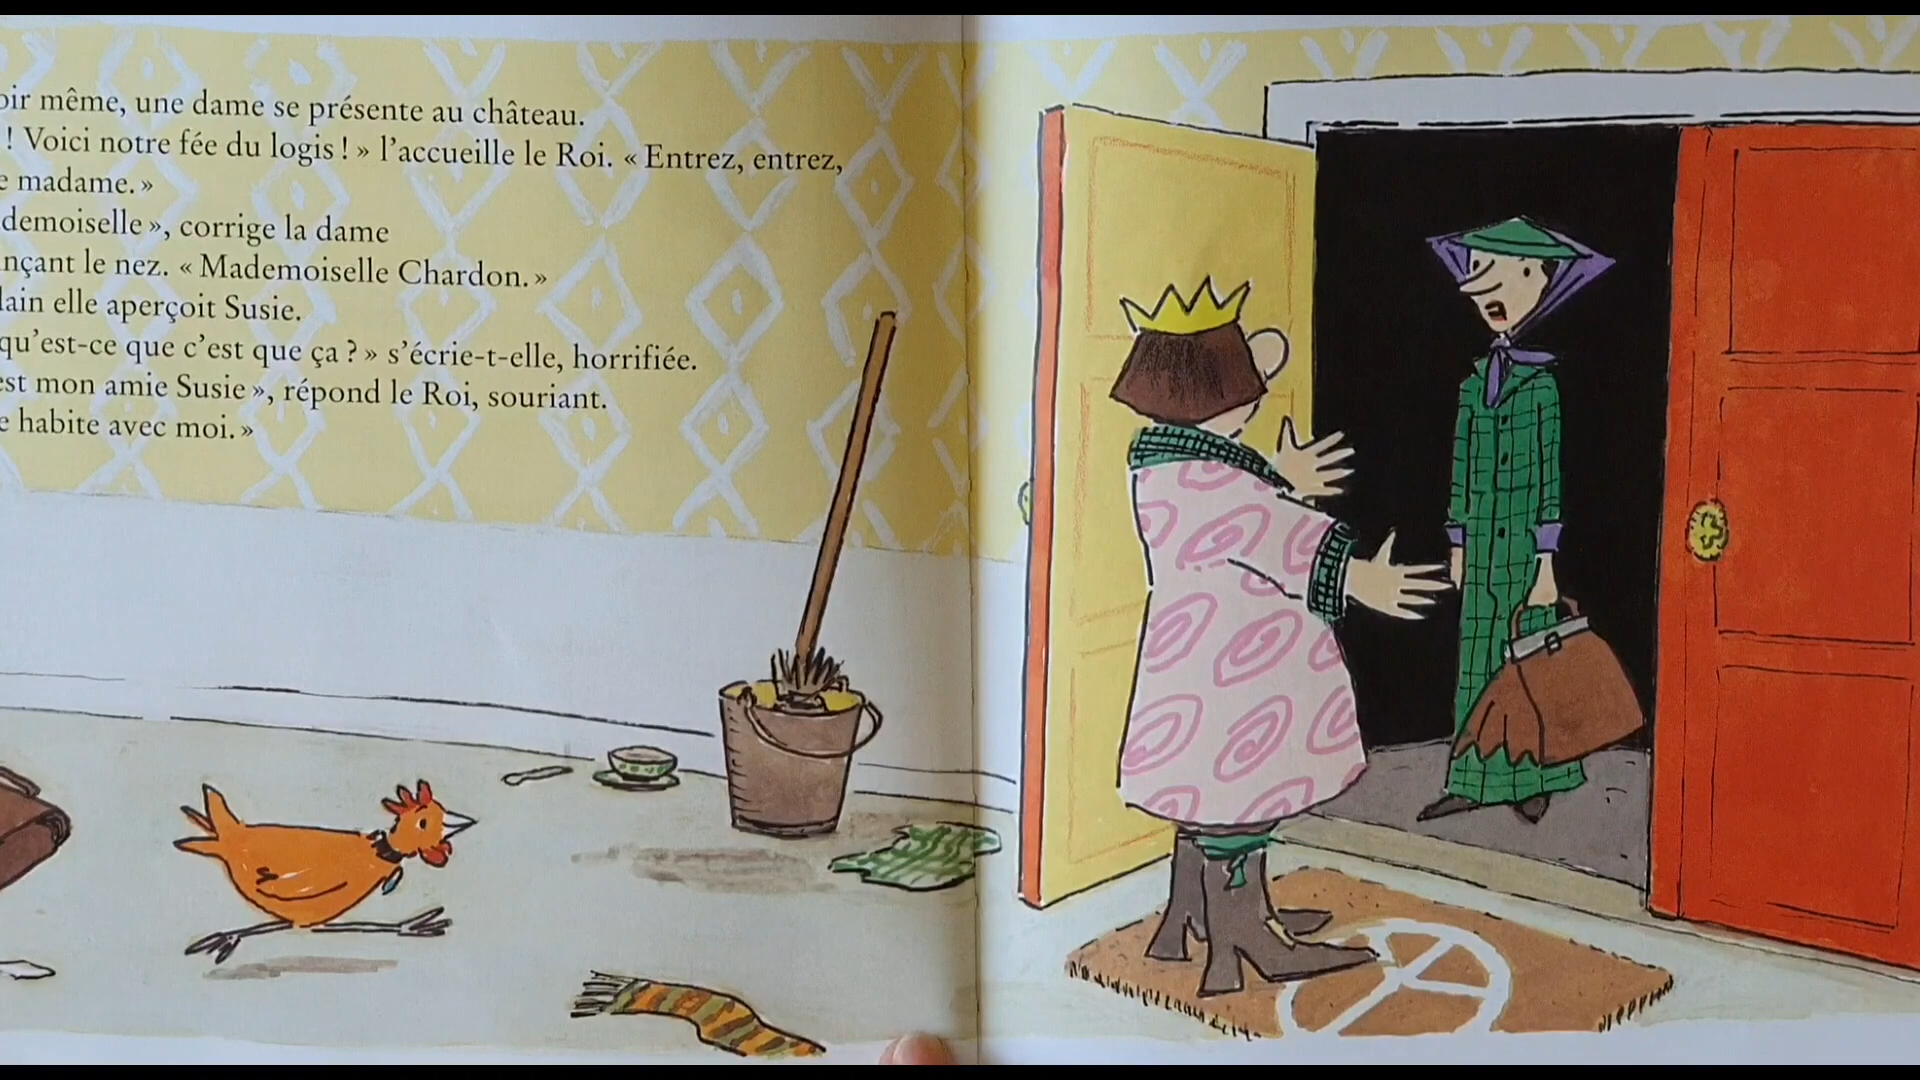 oir même, une dame se présente au château.
! Voici notre fée du logis ! » l'accueille le Roi. « Entrez, entrez,
e madame. »
demoiselle », corrige la dame
nçant le nez. « Mademoiselle Chardon. »
dain elle aperçoit Susie.
qu'est-ce que c'est que ça ? » s'écrie-t-elle, horrifiée.
est mon amie Susie », répond le Roi, souriant.
e habite avec moi. »